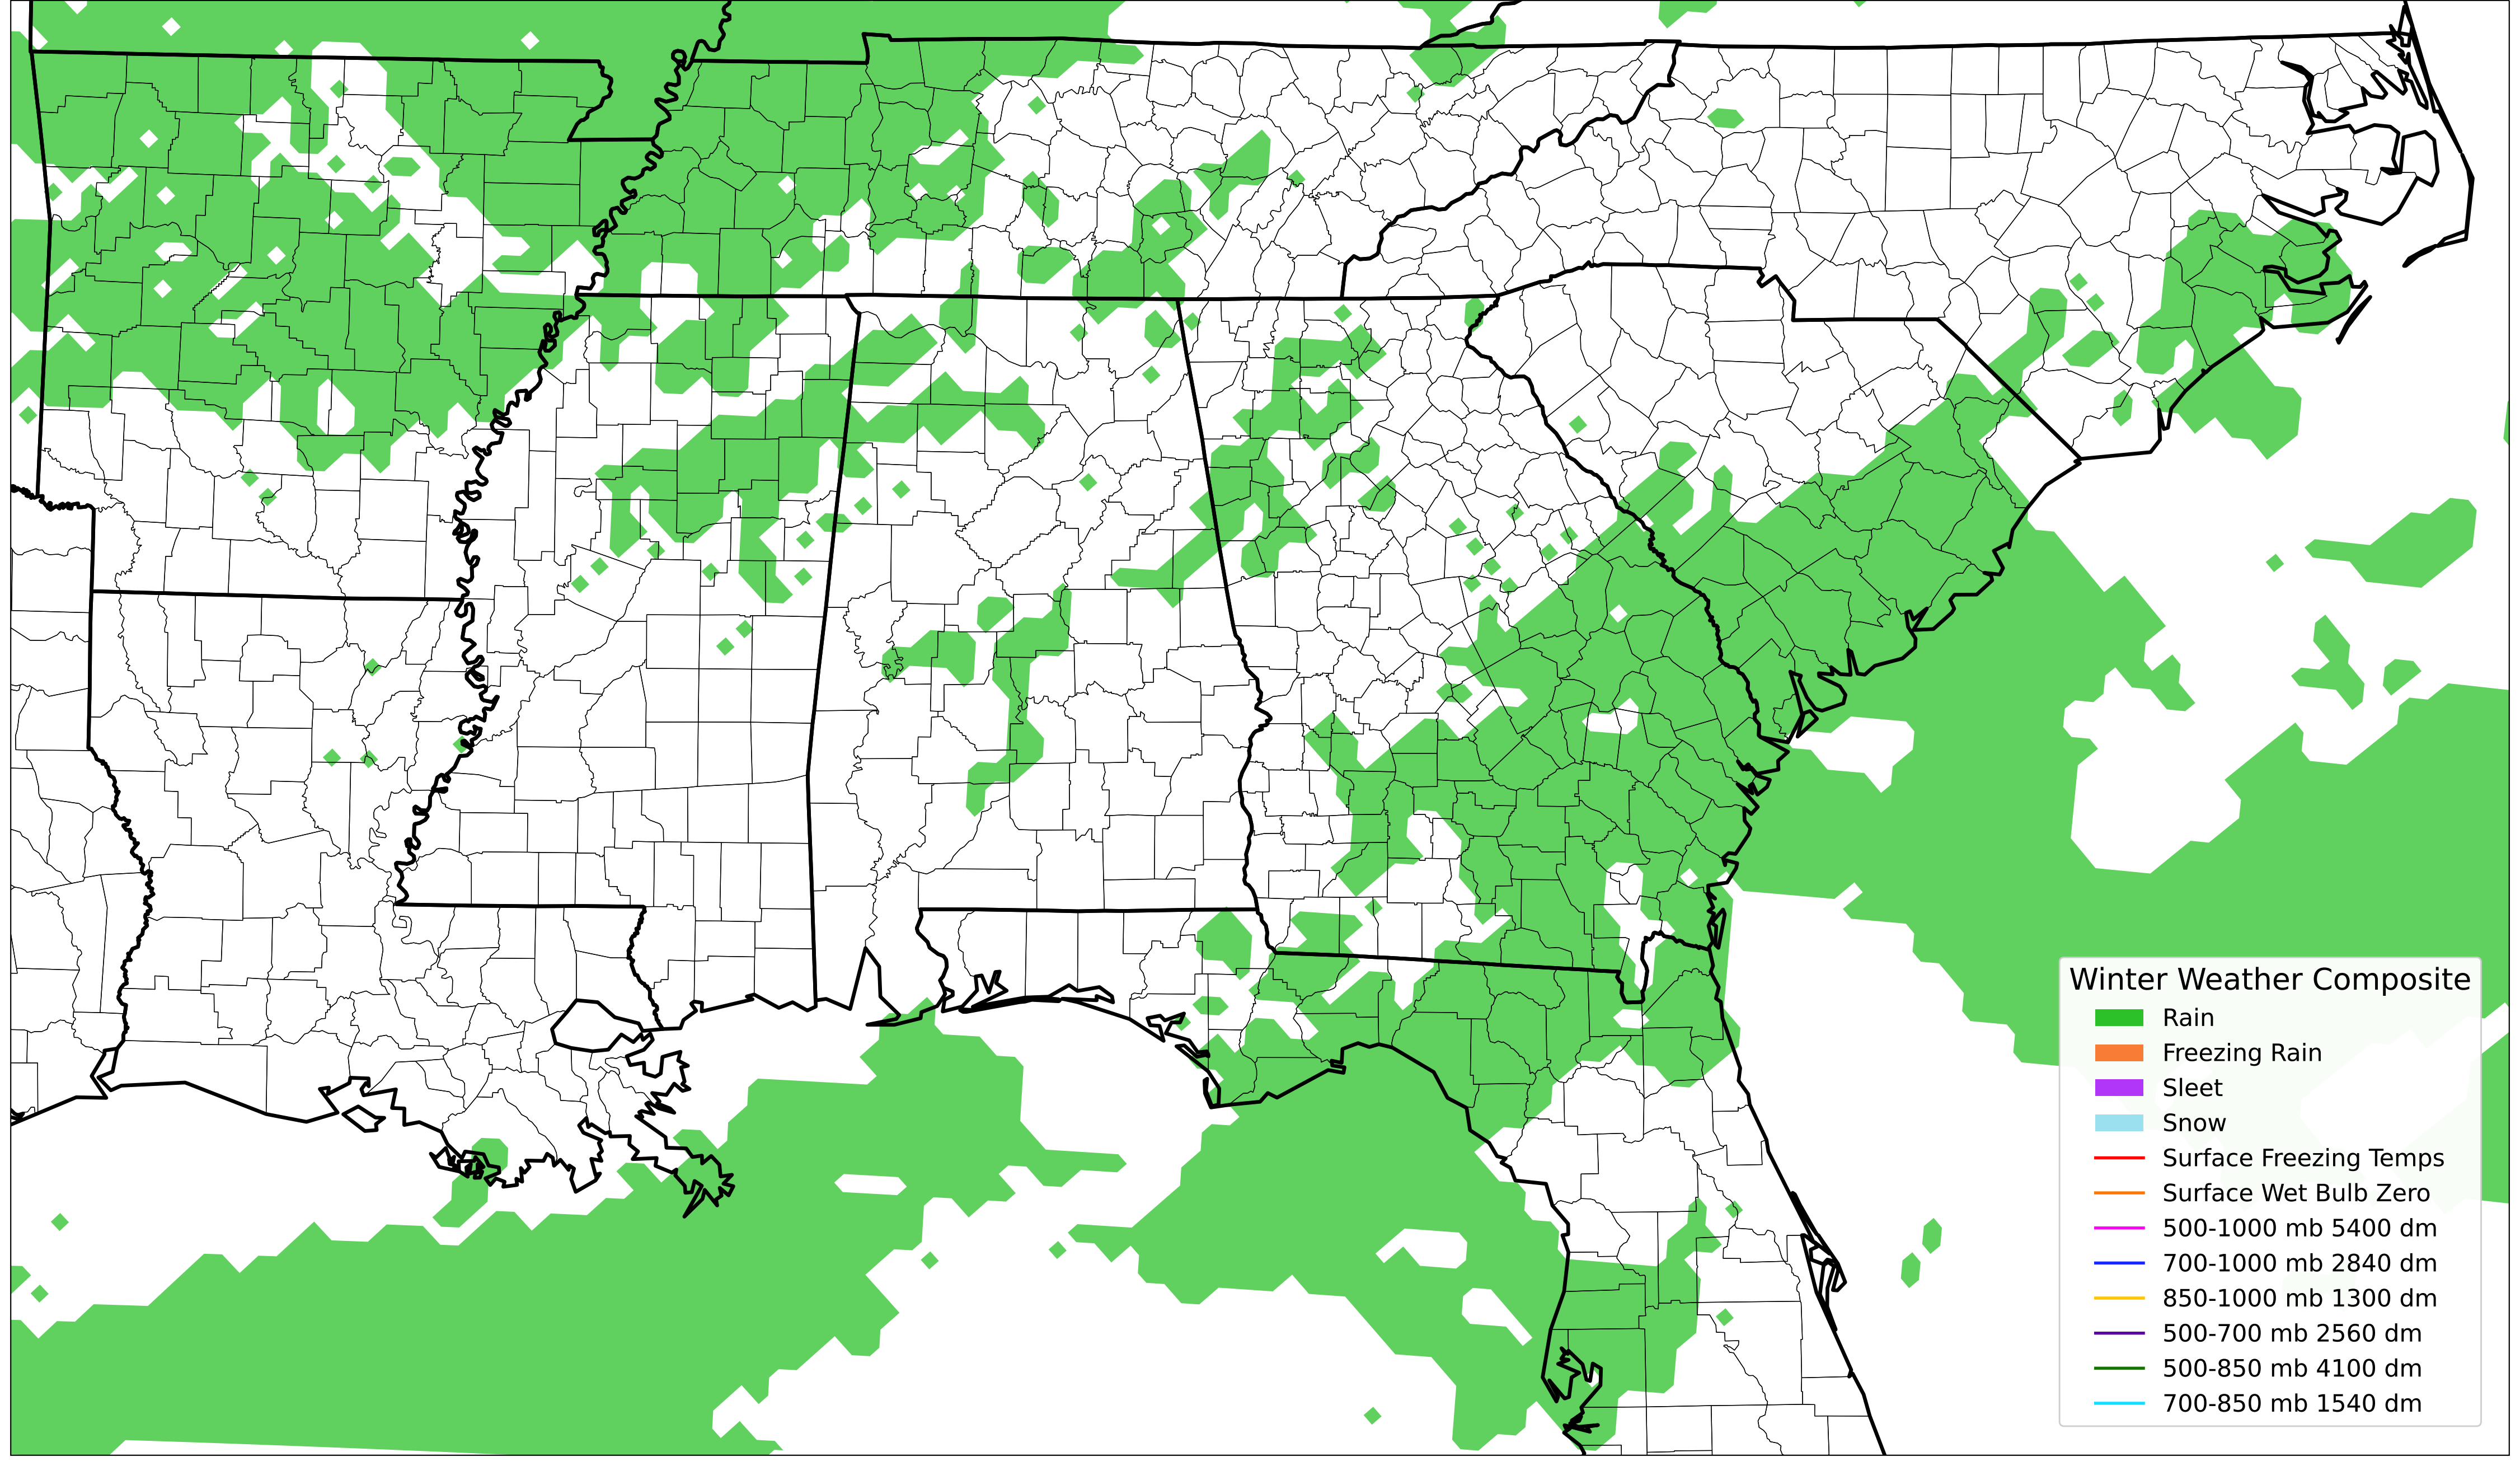 Winter Weather Composite
Rain
Freezing Rain
Sleet
Snow
Surface Freezing Temps
Surface Wet Bulb Zero
500-1000 mb 5400 dm
700-1000 mb 2840 dm
850-1000 mb 1300 dm
500-700 mb 2560 dm
500-850 mb 4100 dm
700-850 mb 1540 dm